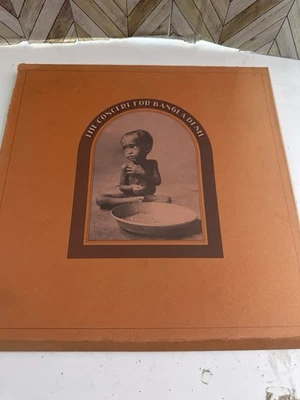 THE CONCERT FOR BANGLA DESH